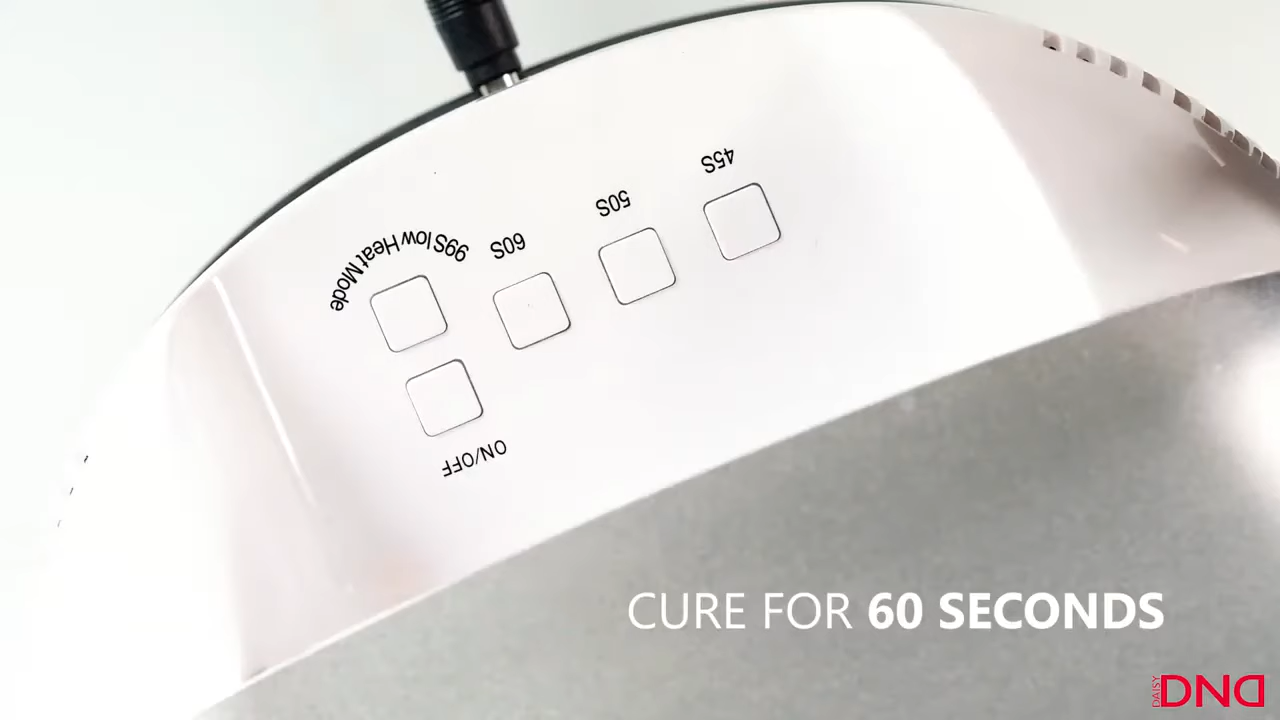 45S
50S
60S
99S low Heat Mode
ON/OFF
CURE FOR 60 SECONDS
DAISY
DND